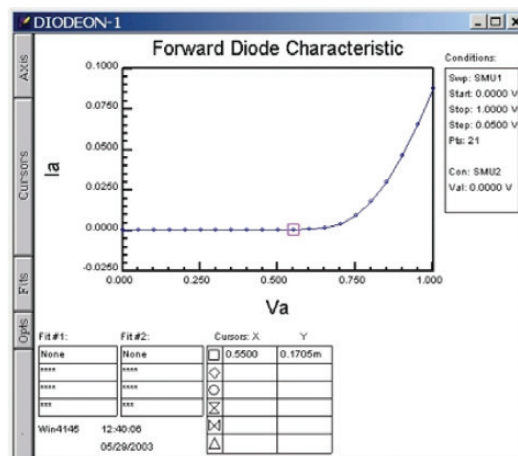 DIODEON-1
Axis
Cursors
Fits
Opts
Forward Diode Characteristic
0.1000
0.0750
0.0500
0.0250
0.0000
-0.0250
Ia
0.000
0.250
0.500
0.750
1.000
Va
Conditions:
Swp: SMU1
Start: 0.0000 V
Stop: 1.0000 V
Step: 0.0500 V
Pts: 21
Con: SMU2
Val: 0.0000 V
Fit#1: Fit#2: Cursors: X Y
None None 0.5500 0.1705m
**** ****
**** ****
*** ***
Win4145 12:40:06
05/29/2003